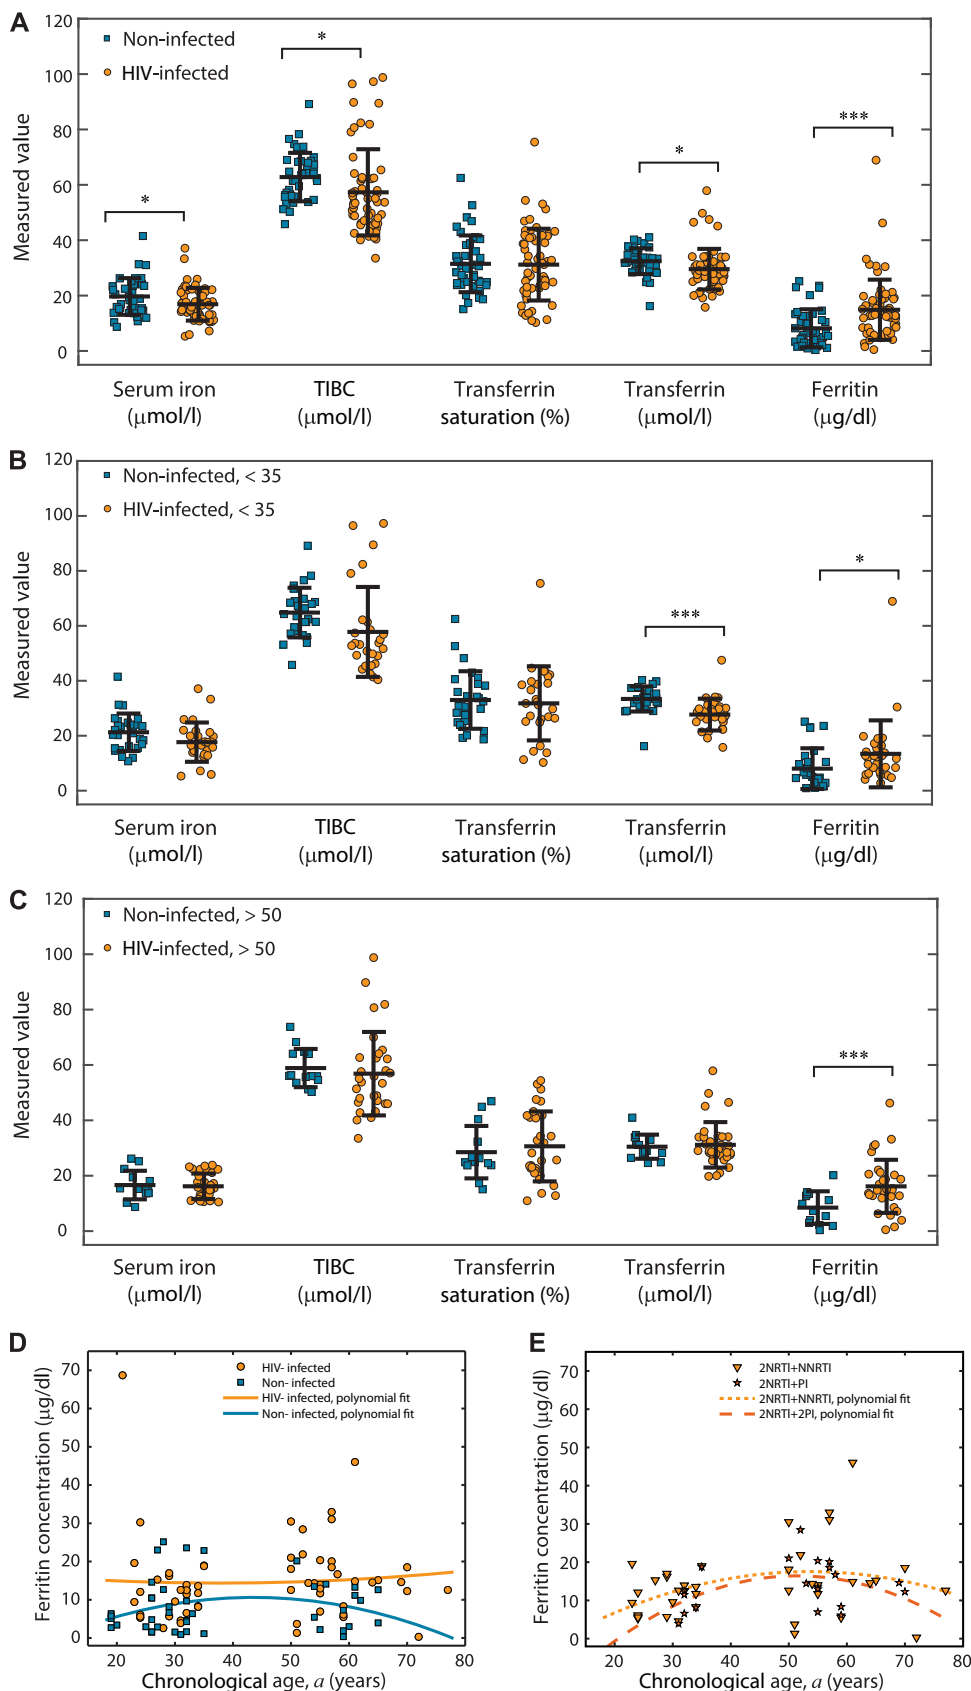 A
120
100
80
60
40
20
0
Measured value
Non-infected
HIV-infected
*
*
*
***
Serum iron
(μmol/l)
TIBC
(μmol/l)
Transferrin
saturation (%)
Transferrin
(μmol/l)
Ferritin
(μg/dl)
B
120
100
80
60
40
20
0
Measured value
Non-infected, < 35
HIV-infected, < 35
***
*
Serum iron
(μmol/l)
TIBC
(μmol/l)
Transferrin
saturation (%)
Transferrin
(μmol/l)
Ferritin
(μg/dl)
C
120
100
80
60
40
20
0
Measured value
Non-infected, > 50
HIV-infected, > 50
***
Serum iron
(μmol/l)
TIBC
(μmol/l)
Transferrin
saturation (%)
Transferrin
(μmol/l)
Ferritin
(μg/dl)
D
70
60
50
40
30
20
10
0
Ferritin concentration (μg/dl)
HIV- infected
Non- infected
HIV- infected, polynomial fit
Non- infected, polynomial fit
20 30 40 50 60 70 80
Chronological age, a (years)
E
70
60
50
40
30
20
10
0
Ferritin concentration (μg/dl)
2NRTI+NNRTI
2NRTI+PI
2NRTI+NNRTI, polynomial fit
2NRTI+2PI, polynomial fit
20 30 40 50 60 70 80
Chronological age, a (years)